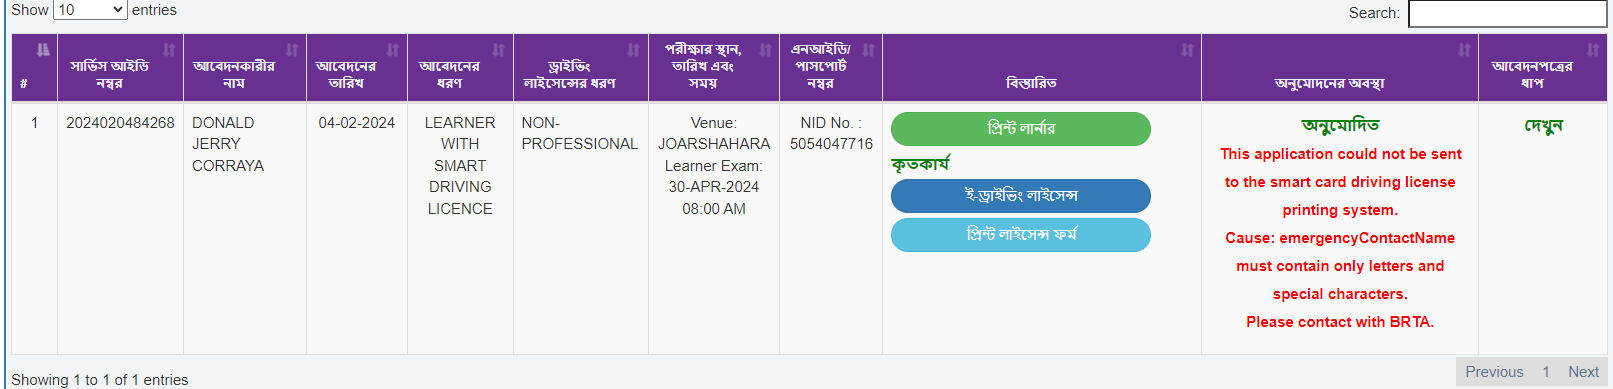 Show 10 entries
Search:
#
সার্ভিস আইডি
নম্বর
আবেদনকারীর
নাম
আবেদনের
তারিখ
আবেদনের
ধরণ
ড্রাইভিং
লাইসেন্সের ধরণ
পরীক্ষার স্থান,
তারিখ এবং
সময়
এনআইডি/
পাসপোর্ট
নম্বর
বিস্তারিত
অনুমোদনের অবস্থা
আবেদনপত্রের
ধাপ
1
2024020484268
DONALD
JERRY
CORRAYA
04-02-2024
LEARNER
WITH
SMART
DRIVING
LICENCE
NON-
PROFESSIONAL
Venue:
JOARSHAHARA
Learner Exam:
30-APR-2024
08:00 AM
NID No. :
5054047716
প্রিন্ট লার্নার
কৃতকার্য
ই-ড্রাইভিং লাইসেন্স
প্রিন্ট লাইসেন্স ফর্ম
অনুমোদিত
This application could not be sent
to the smart card driving license
printing system.
Cause: emergencyContactName
must contain only letters and
special characters.
Please contact with BRTA.
দেখুন
Showing 1 to 1 of 1 entries
Previous 1 Next